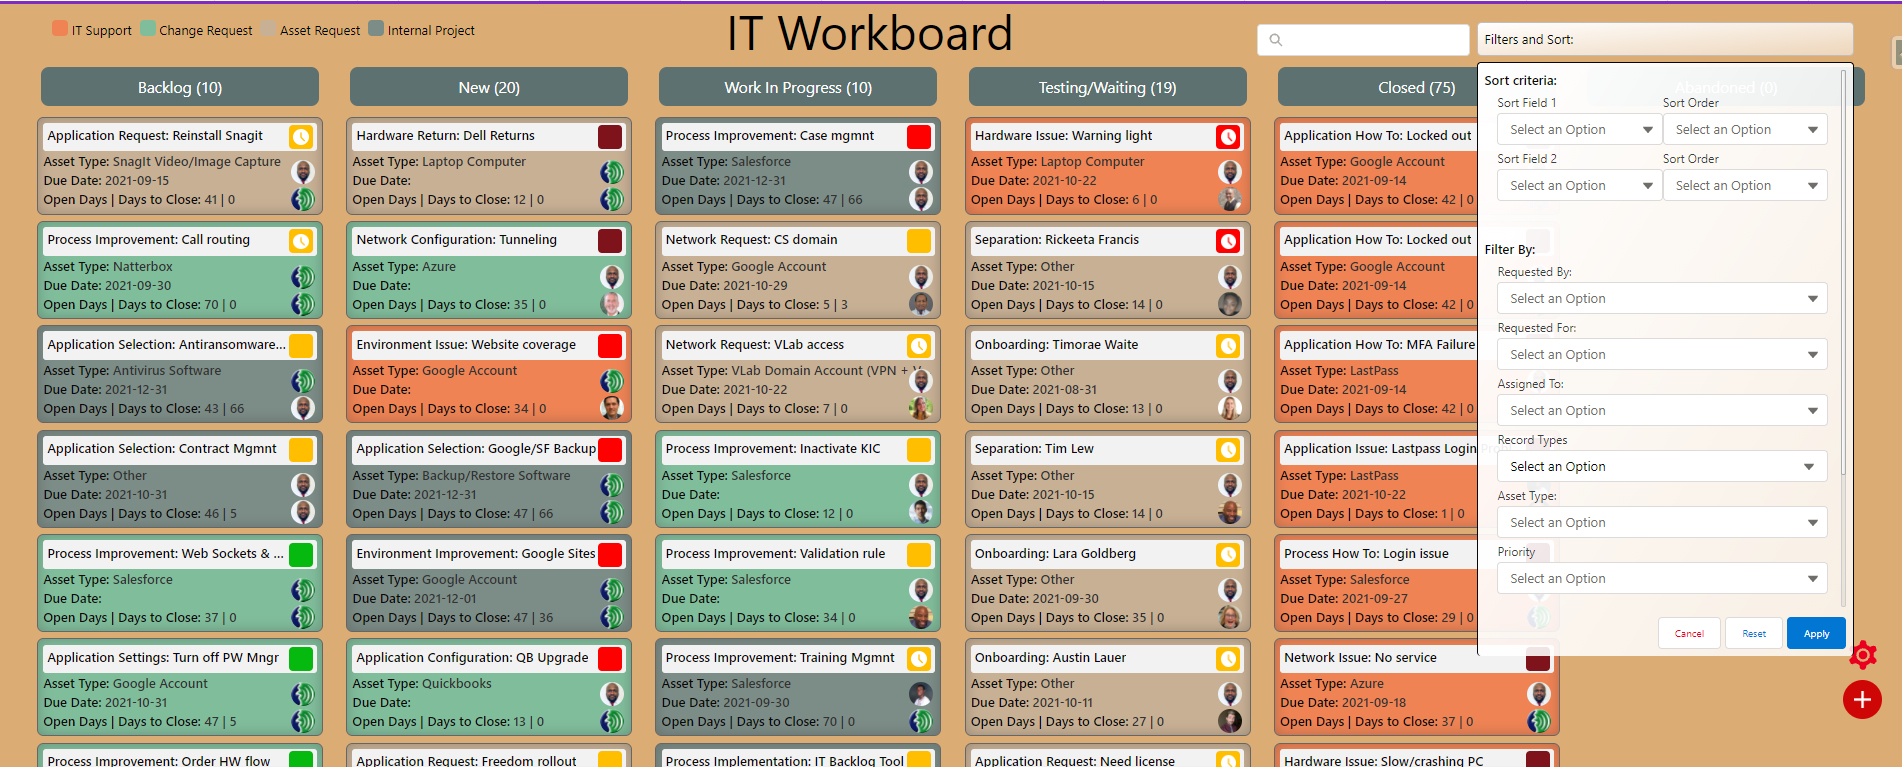 IT Support Change Request Asset Request Internal Project
IT Workboard
Filters and Sort:
Backlog (10)
New (20)
Work In Progress (10)
Testing/Waiting (19)
Closed (75)
Abandoned (0)
Application Request: Reinstall Snagit
Asset Type: SnagIt Video/Image Capture
Due Date: 2021-09-15
Open Days | Days to Close: 41 | 0
Process Improvement: Call routing
Asset Type: Natterbox
Due Date: 2021-09-30
Open Days | Days to Close: 70 | 0
Application Selection: Antiransomware...
Asset Type: Antivirus Software
Due Date: 2021-12-31
Open Days | Days to Close: 43 | 66
Application Selection: Contract Mgmnt
Asset Type: Other
Due Date: 2021-10-31
Open Days | Days to Close: 46 | 5
Process Improvement: Web Sockets & ...
Asset Type: Salesforce
Due Date:
Open Days | Days to Close: 37 | 0
Application Settings: Turn off PW Mngr
Asset Type: Google Account
Due Date: 2021-10-31
Open Days | Days to Close: 47 | 5
Process Improvement: Order HW flow
Hardware Return: Dell Returns
Asset Type: Laptop Computer
Due Date:
Open Days | Days to Close: 12 | 0
Network Configuration: Tunneling
Asset Type: Azure
Due Date:
Open Days | Days to Close: 35 | 0
Environment Issue: Website coverage
Asset Type: Google Account
Due Date:
Open Days | Days to Close: 34 | 0
Application Selection: Google/SF Backup
Asset Type: Backup/Restore Software
Due Date: 2021-12-31
Open Days | Days to Close: 47 | 66
Environment Improvement: Google Sites
Asset Type: Google Account
Due Date: 2021-12-01
Open Days | Days to Close: 47 | 36
Application Configuration: QB Upgrade
Asset Type: Quickbooks
Due Date:
Open Days | Days to Close: 13 | 0
Application Request: Freedom rollout
Process Improvement: Case mgmnt
Asset Type: Salesforce
Due Date: 2021-12-31
Open Days | Days to Close: 47 | 66
Network Request: CS domain
Asset Type: Google Account
Due Date: 2021-10-29
Open Days | Days to Close: 5 | 3
Network Request: VLab access
Asset Type: VLab Domain Account (VPN + V
Due Date: 2021-10-22
Open Days | Days to Close: 7 | 0
Process Improvement: Inactivate KIC
Asset Type: Salesforce
Due Date:
Open Days | Days to Close: 12 | 0
Process Improvement: Validation rule
Asset Type: Salesforce
Due Date:
Open Days | Days to Close: 34 | 0
Process Improvement: Training Mgmnt
Asset Type: Salesforce
Due Date: 2021-09-30
Open Days | Days to Close: 70 | 0
Process Implementation: IT Backlog Tool
Hardware Issue: Warning light
Asset Type: Laptop Computer
Due Date: 2021-10-22
Open Days | Days to Close: 6 | 0
Separation: Rickeeta Francis
Asset Type: Other
Due Date: 2021-10-15
Open Days | Days to Close: 14 | 0
Onboarding: Timorae Waite
Asset Type: Other
Due Date: 2021-08-31
Open Days | Days to Close: 13 | 0
Separation: Tim Lew
Asset Type: Other
Due Date: 2021-10-15
Open Days | Days to Close: 14 | 0
Onboarding: Lara Goldberg
Asset Type: Other
Due Date: 2021-09-30
Open Days | Days to Close: 35 | 0
Onboarding: Austin Lauer
Asset Type: Other
Due Date: 2021-10-11
Open Days | Days to Close: 27 | 0
Application Request: Need license
Application How To: Locked out
Asset Type: Google Account
Due Date: 2021-09-14
Open Days | Days to Close: 42 | 0
Application How To: Locked out
Asset Type: Google Account
Due Date: 2021-09-14
Open Days | Days to Close: 42 | 0
Application How To: MFA Failure
Asset Type: LastPass
Due Date: 2021-09-14
Open Days | Days to Close: 42 | 0
Application Issue: Lastpass Login
Asset Type: LastPass
Due Date: 2021-10-22
Open Days | Days to Close: 1 | 0
Process How To: Login issue
Asset Type: Salesforce
Due Date: 2021-09-27
Open Days | Days to Close: 29 | 0
Network Issue: No service
Asset Type: Azure
Due Date: 2021-09-18
Open Days | Days to Close: 37 | 0
Hardware Issue: Slow/crashing PC
Sort criteria:
Sort Field 1 Sort Order
Select an Option Select an Option
Sort Field 2 Sort Order
Select an Option Select an Option
Filter By:
Requested By:
Select an Option
Requested For:
Select an Option
Assigned To:
Select an Option
Record Types
Select an Option
Asset Type:
Select an Option
Priority
Select an Option
Cancel Reset Apply